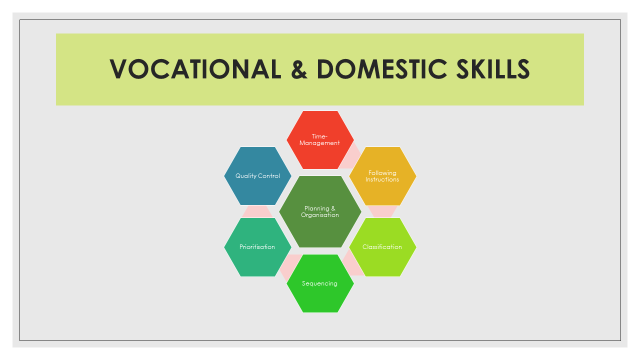 VOCATIONAL & DOMESTIC SKILLS
Time-
Management
Quality Control
Following
Instructions
Planning &
Organisation
Prioritisation
Classification
Sequencing